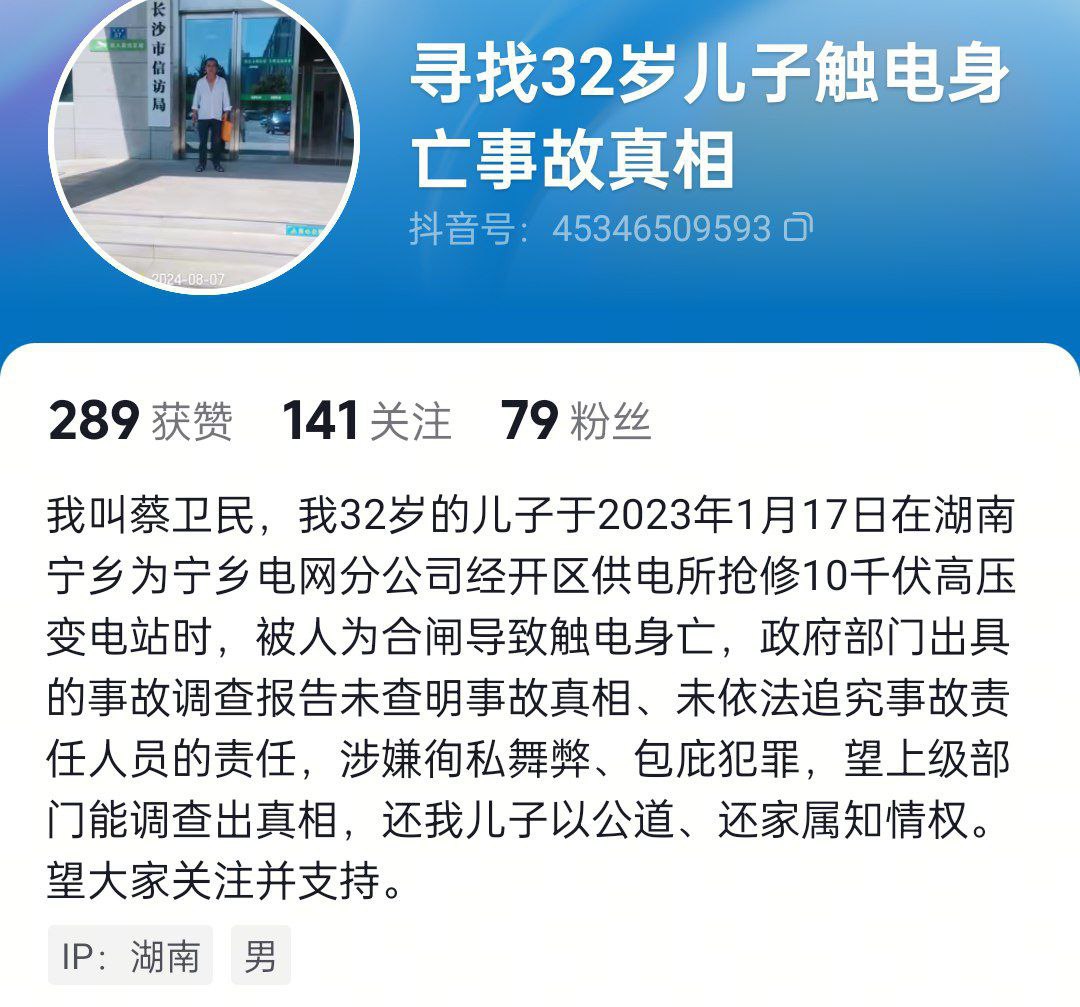 长沙市信访局
寻找32岁儿子触电身
亡事故真相
抖音号：45346509593
2024-08-07
289 获赞 141 关注 79 粉丝
我叫蔡卫民，我32岁的儿子于2023年1月17日在湖南
宁乡为宁乡电网分公司经开区供电所抢修10千伏高压
变电站时，被人为合闸导致触电身亡，政府部门出具
的事故调查报告未查明事故真相、未依法追究事故责
任人员的责任，涉嫌徇私舞弊、包庇犯罪，望上级部
门能调查出真相，还我儿子以公道、还家属知情权。
望大家关注并支持。
IP：湖南 男